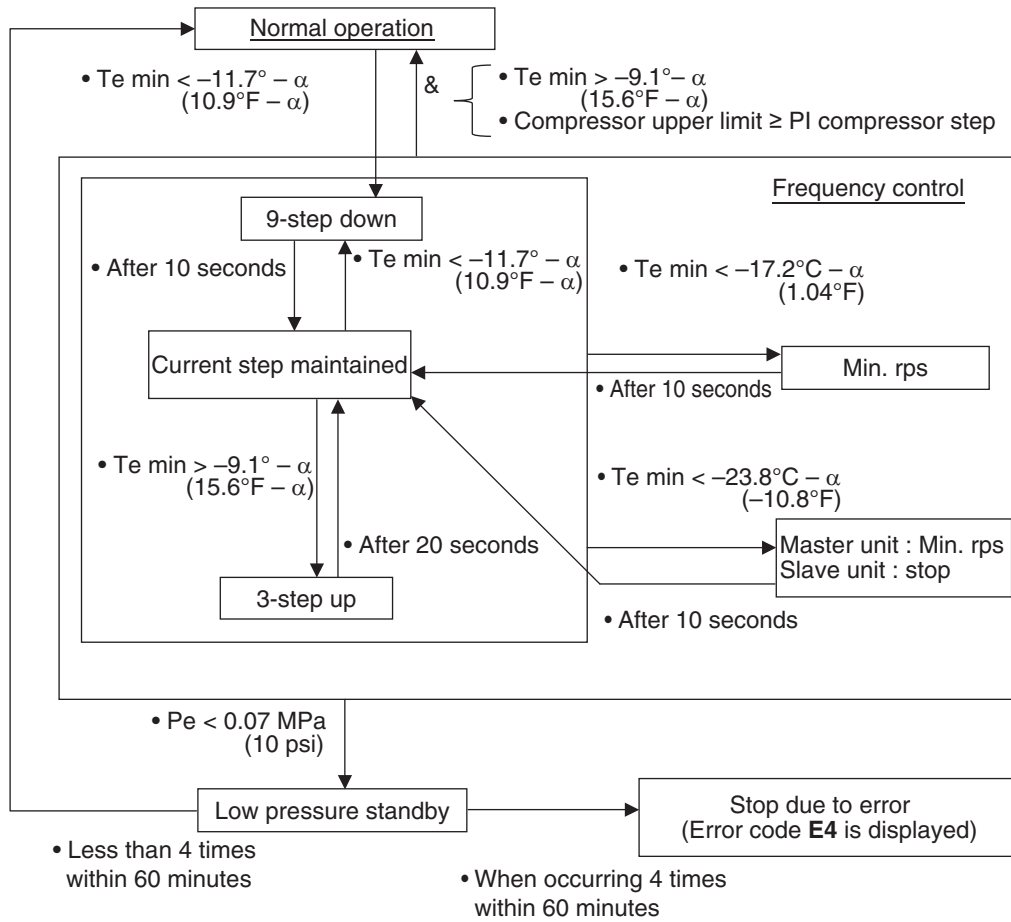 Normal operation
• Te min < –11.7° – α
(10.9°F – α)
&
• Te min > –9.1°– α
(15.6°F – α)
• Compressor upper limit ≥ PI compressor step
Frequency control
9-step down
• After 10 seconds
• Te min < –11.7° – α
(10.9°F – α)
• Te min < –17.2°C – α
(1.04°F)
Current step maintained
Min. rps
• After 10 seconds
• Te min > –9.1° – α
(15.6°F – α)
• Te min < –23.8°C – α
(–10.8°F)
• After 20 seconds
Master unit : Min. rps
Slave unit : stop
3-step up
• After 10 seconds
• Pe < 0.07 MPa
(10 psi)
Low pressure standby
Stop due to error
(Error code E4 is displayed)
• Less than 4 times
within 60 minutes
• When occurring 4 times
within 60 minutes